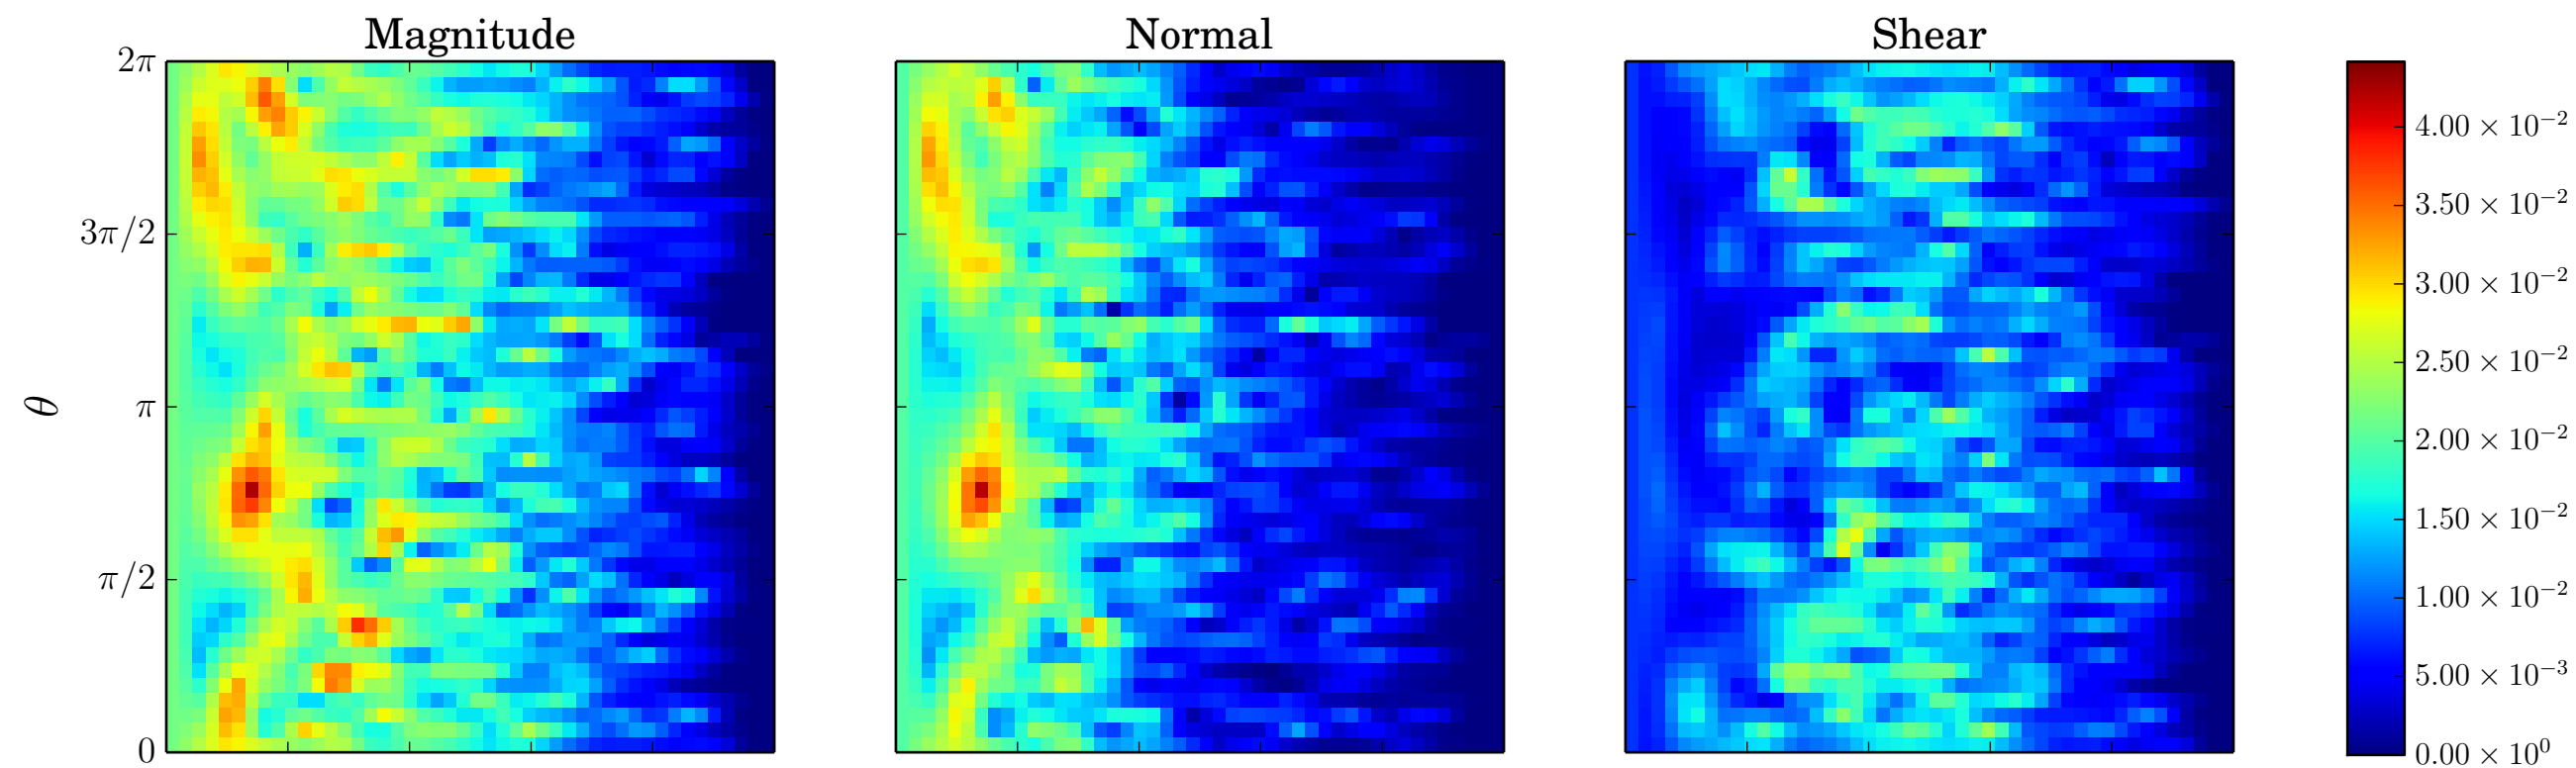 Magnitude Normal Shear
2π
3π/2
π
π/2
0
θ
4.00 × 10⁻²
3.50 × 10⁻²
3.00 × 10⁻²
2.50 × 10⁻²
2.00 × 10⁻²
1.50 × 10⁻²
1.00 × 10⁻²
5.00 × 10⁻³
0.00 × 10⁰